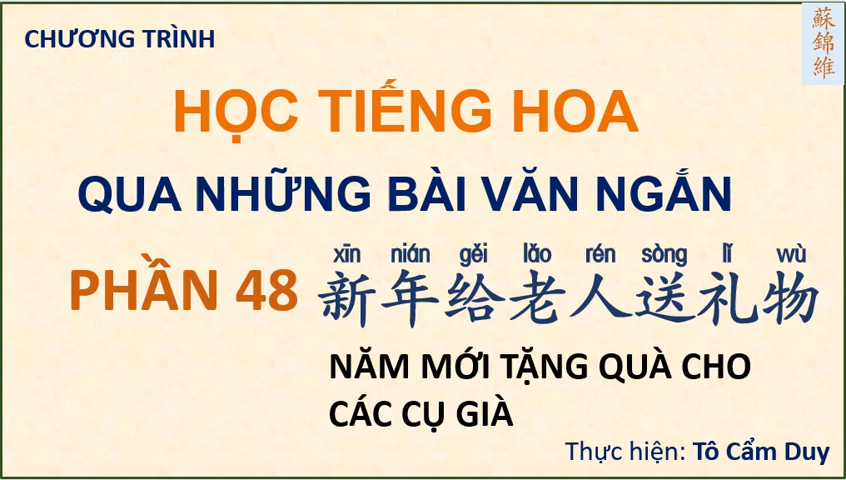 CHƯƠNG TRÌNH
蘇錦維
HỌC TIẾNG HOA
QUA NHỮNG BÀI VĂN NGẮN
xīn nián gěi lǎo rén sòng lǐ wù
PHẦN 48 新年给老人送礼物
NĂM MỚI TẶNG QUÀ CHO
CÁC CỤ GIÀ
Thực hiện: Tô Cẩm Duy